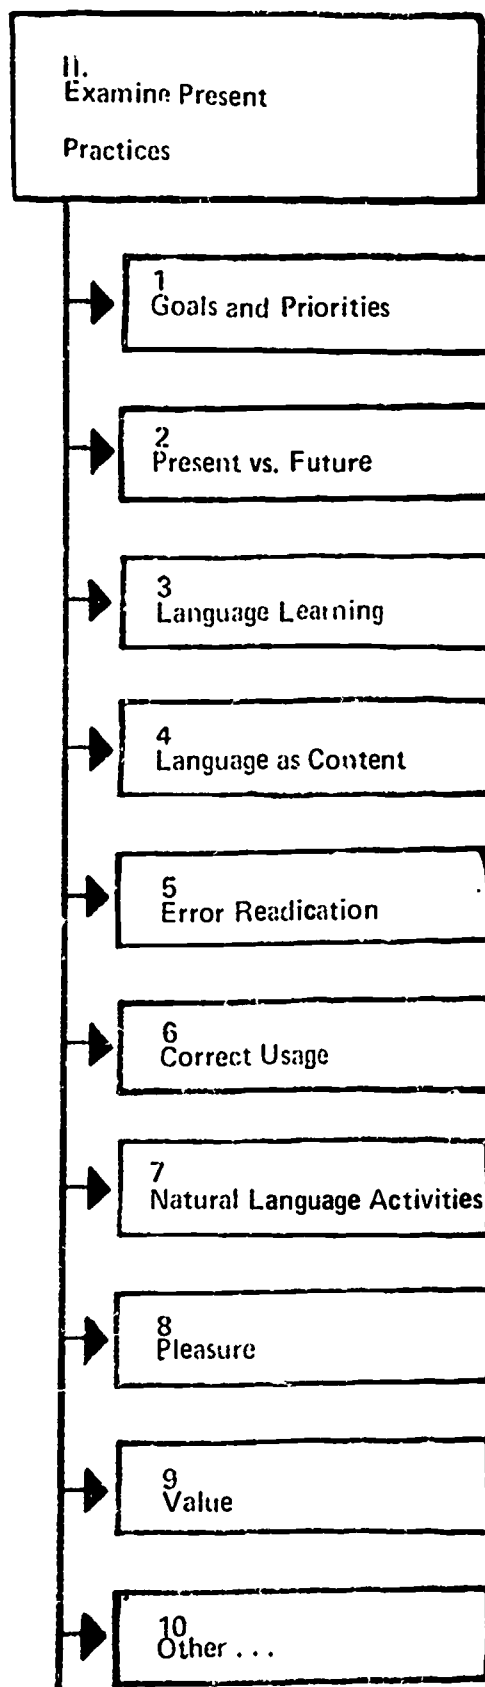 II.
Examine Present
Practices
1
Goals and Priorities
2
Present vs. Future
3
Language Learning
4
Language as Content
5
Error Readication
6
Correct Usage
7
Natural Language Activities
8
Pleasure
9
Value
10
Other . . .